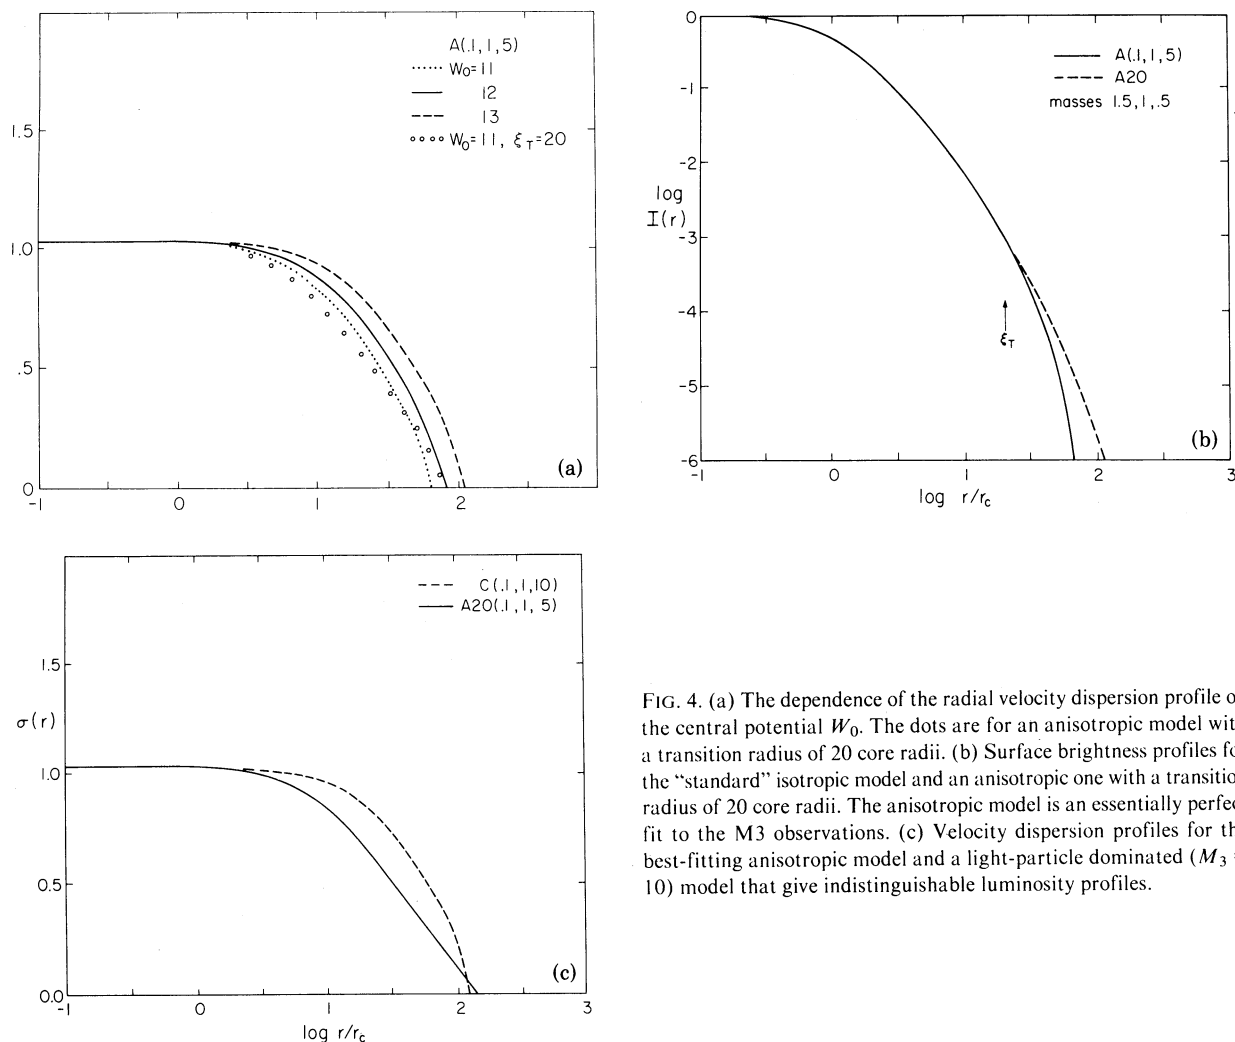 A(.1, 1, 5)
W₀=11
12
13
W₀=11, ξ_T=20
1.5
1.0
.5
0
-1
0
1
2
(a)
0
-1
-2
log
I(r)
-3
-4
-5
-6
-1
0
1
2
3
log r/r_c
A(.1, 1, 5)
A20
masses 1.5, 1, .5
ξ_T
(b)
C(.1, 1, 10)
A20(.1, 1, 5)
1.5
σ(r)
1.0
0.5
0.0
-1
0
1
2
3
log r/r_c
(c)
FIG. 4. (a) The dependence of the radial velocity dispersion profile o
the central potential W₀. The dots are for an anisotropic model wit
a transition radius of 20 core radii. (b) Surface brightness profiles fo
the “standard” isotropic model and an anisotropic one with a transitio
radius of 20 core radii. The anisotropic model is an essentially perfec
fit to the M3 observations. (c) Velocity dispersion profiles for th
best-fitting anisotropic model and a light-particle dominated (M₃ =
10) model that give indistinguishable luminosity profiles.